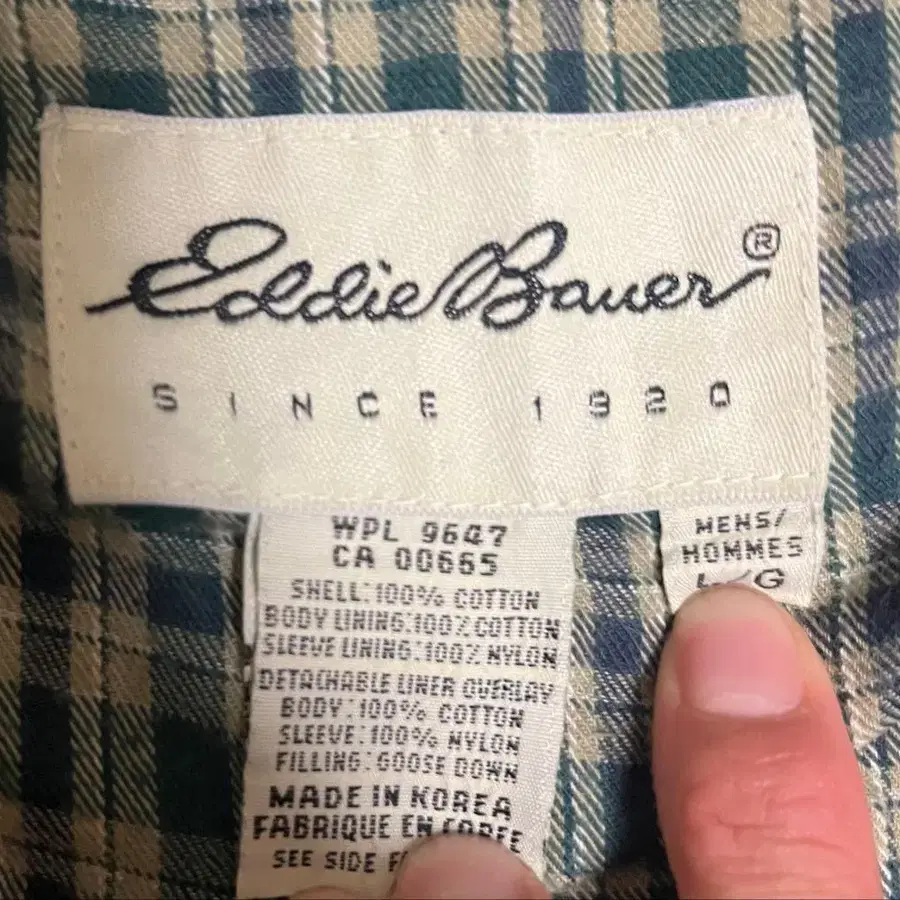 Eddie Bauer®
SINCE 1920
WPL 9647
CA 00665
SHELL:100% COTTON
BODY LINING:100% COTTON
SLEEVE LINING:100% NYLON
DETACHABLE LINER OVERLAY
BODY:100% COTTON
SLEEVE:100% NYLON
FILLING:GOOSE DOWN
MADE IN KOREA
FABRIQUE EN COREE
SEE SIDE
MENS/
HOMMES
L/G